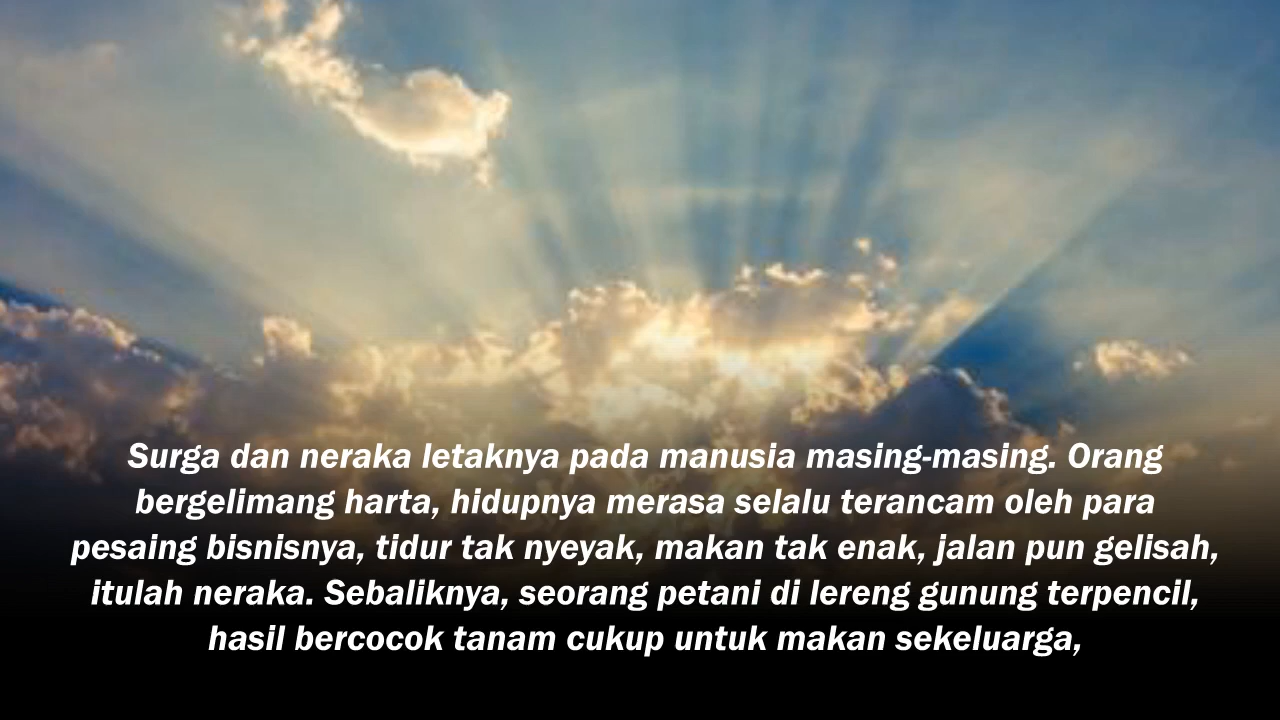 Surga dan neraka letaknya pada manusia masing-masing. Orang
bergelimang harta, hidupnya merasa selalu terancam oleh para
pesaing bisnisnya, tidur tak nyeyak, makan tak enak, jalan pun gelisah,
itulah neraka. Sebaliknya, seorang petani di lereng gunung terpencil,
hasil bercocok tanam cukup untuk makan sekeluarga,